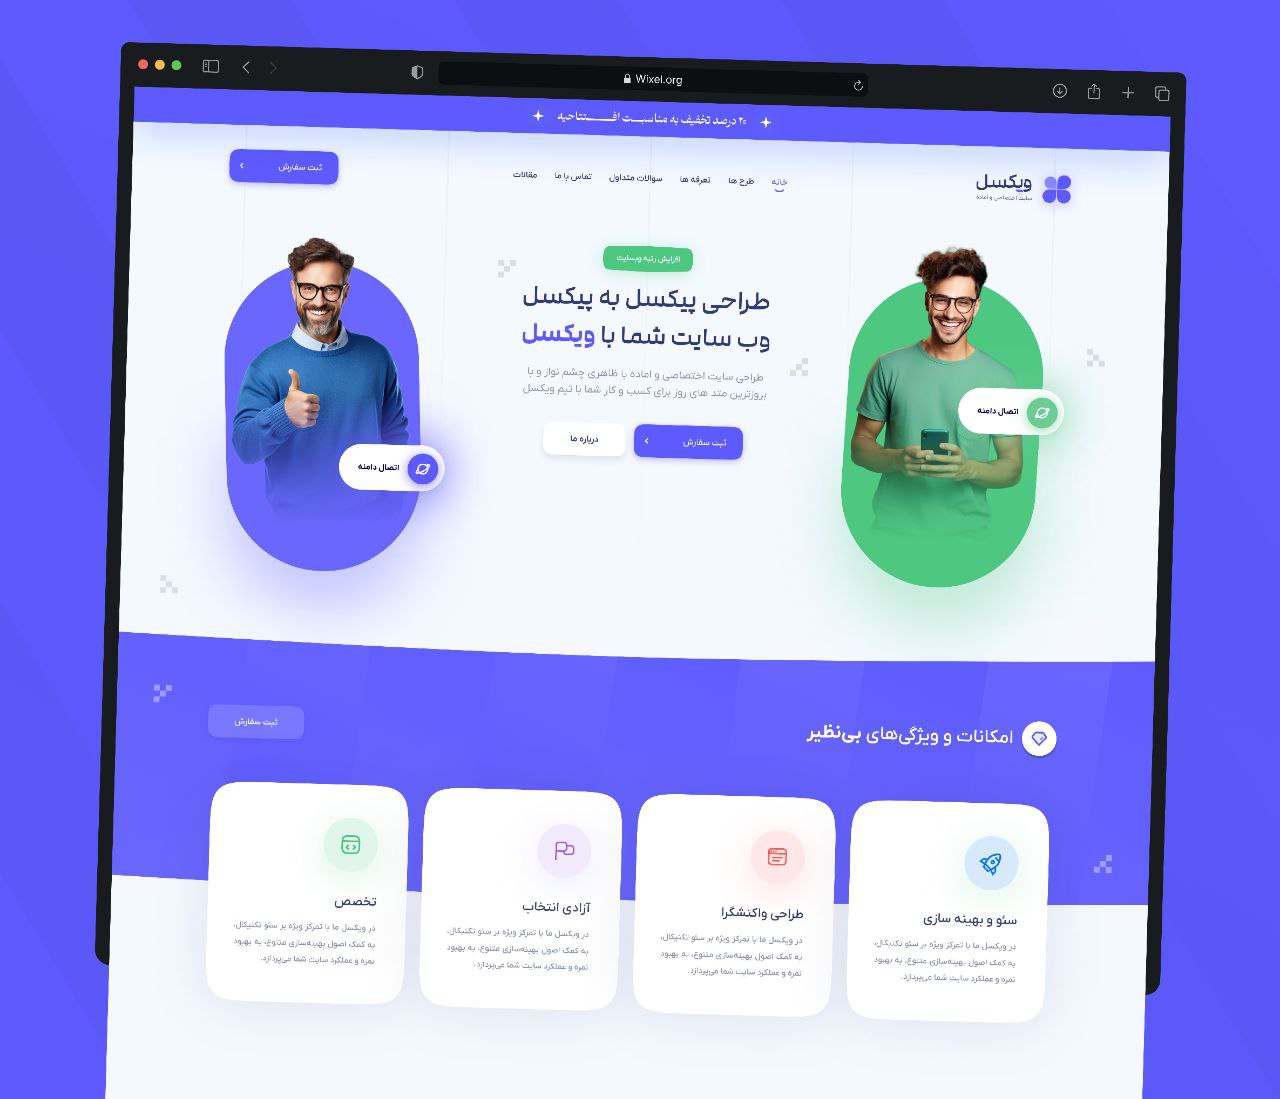 Wixel.org
۲۰ درصد تخفیف به مناسبت افتتاحیه
ویکسل
سایت اختصاصی و آماده
خانه
طرح ها
تعرفه ها
سوالات متداول
تماس با ما
مقالات
ثبت سفارش
افزایش رتبه وبسایت
طراحی پیکسل به پیکسل
وب سایت شما با ویکسل
طراحی سایت اختصاصی و آماده با ظاهری چشم نواز و با
بروزترین متد های روز برای کسب و کار شما با تیم ویکسل
ثبت سفارش
درباره ما
اتصال دامنه
اتصال دامنه
امکانات و ویژگی‌های بی‌نظیر
ثبت سفارش
سئو و بهینه سازی
در ویکسل ما با تمرکز ویژه بر سئو تکنیکال،
به کمک اصول بهینه‌سازی متنوع، به بهبود
نمره و عملکرد سایت شما می‌پردازد.
طراحی واکنشگرا
در ویکسل ما با تمرکز ویژه بر سئو تکنیکال،
به کمک اصول بهینه‌سازی متنوع، به بهبود
نمره و عملکرد سایت شما می‌پردازد.
آزادی انتخاب
در ویکسل ما با تمرکز ویژه بر سئو تکنیکال،
به کمک اصول بهینه‌سازی متنوع، به بهبود
نمره و عملکرد سایت شما می‌پردازد.
تخصص
در ویکسل ما با تمرکز ویژه بر سئو تکنیکال،
به کمک اصول بهینه‌سازی متنوع، به بهبود
نمره و عملکرد سایت شما می‌پردازد.